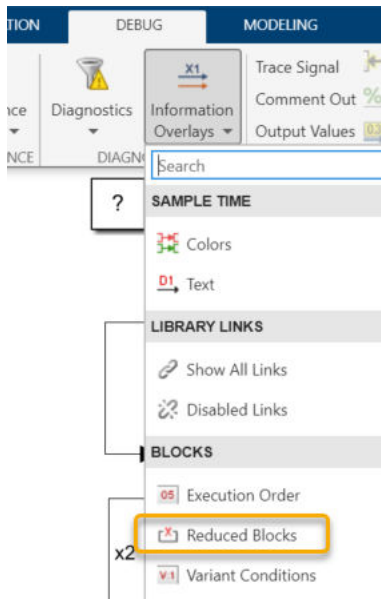 TION DEBUG MODELING
nce
Diagnostics
X1
Information
Overlays
Trace Signal
Comment Out
Output Values
NCE DIAGN
Search
?
SAMPLE TIME
Colors
D1 Text
LIBRARY LINKS
Show All Links
Disabled Links
BLOCKS
05 Execution Order
X Reduced Blocks
x2
V:1 Variant Conditions